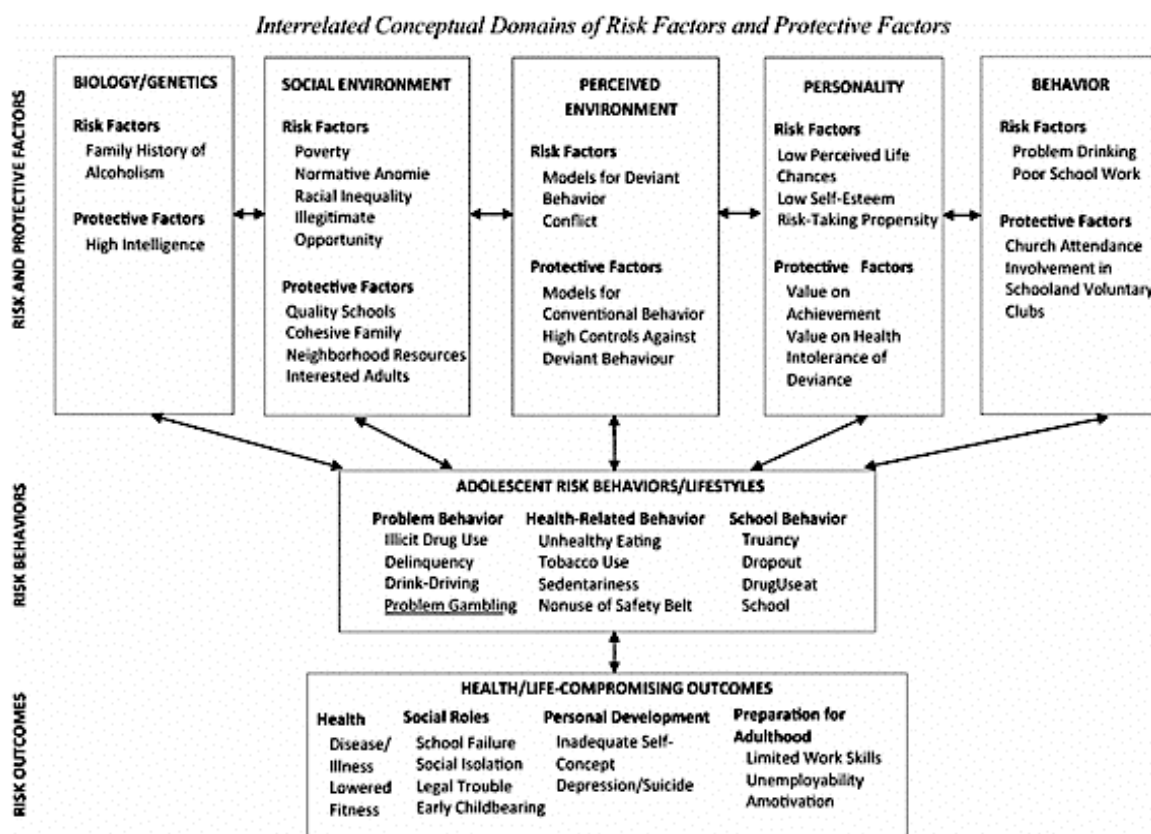 Interrelated Conceptual Domains of Risk Factors and Protective Factors
RISK AND PROTECTIVE FACTORS
BIOLOGY/GENETICS
Risk Factors
Family History of
Alcoholism
Protective Factors
High Intelligence
SOCIAL ENVIRONMENT
Risk Factors
Poverty
Normative Anomie
Racial Inequality
Illegitimate
Opportunity
Protective Factors
Quality Schools
Cohesive Family
Neighborhood Resources
Interested Adults
PERCEIVED
ENVIRONMENT
Risk Factors
Models for Deviant
Behavior
Conflict
Protective Factors
Models for
Conventional Behavior
High Controls Against
Deviant Behaviour
PERSONALITY
Risk Factors
Low Perceived Life
Chances
Low Self-Esteem
Risk-Taking Propensity
Protective Factors
Value on
Achievement
Value on Health
Intolerance of
Deviance
BEHAVIOR
Risk Factors
Problem Drinking
Poor School Work
Protective Factors
Church Attendance
Involvement in
Schooland Voluntary
Clubs
RISK BEHAVIORS
ADOLESCENT RISK BEHAVIORS/LIFESTYLES
Problem Behavior
Illicit Drug Use
Delinquency
Drink-Driving
Problem Gambling
Health-Related Behavior
Unhealthy Eating
Tobacco Use
Sedentariness
Nonuse of Safety Belt
School Behavior
Truancy
Dropout
DrugUseat
School
RISK OUTCOMES
HEALTH/LIFE-COMPROMISING OUTCOMES
Health
Disease/
Illness
Lowered
Fitness
Social Roles
School Failure
Social Isolation
Legal Trouble
Early Childbearing
Personal Development
Inadequate Self-
Concept
Depression/Suicide
Preparation for
Adulthood
Limited Work Skills
Unemployability
Amotivation